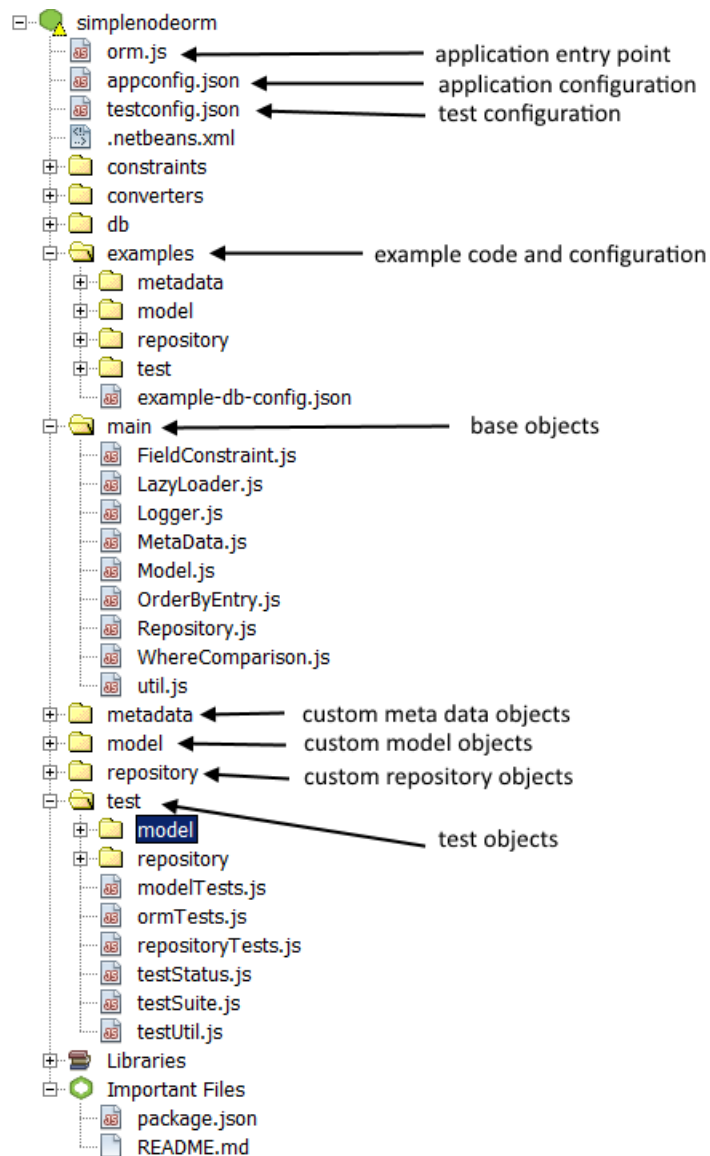 simplenodeorm
orm.js application entry point
appconfig.json application configuration
testconfig.json test configuration
.netbeans.xml
constraints
converters
db
examples example code and configuration
metadata
model
repository
test
example-db-config.json
main base objects
FieldConstraint.js
LazyLoader.js
Logger.js
MetaData.js
Model.js
OrderByEntry.js
Repository.js
WhereComparison.js
util.js
metadata custom meta data objects
model custom model objects
repository custom repository objects
test
model test objects
repository
modelTests.js
ormTests.js
repositoryTests.js
testStatus.js
testSuite.js
testUtil.js
Libraries
Important Files
package.json
README.md